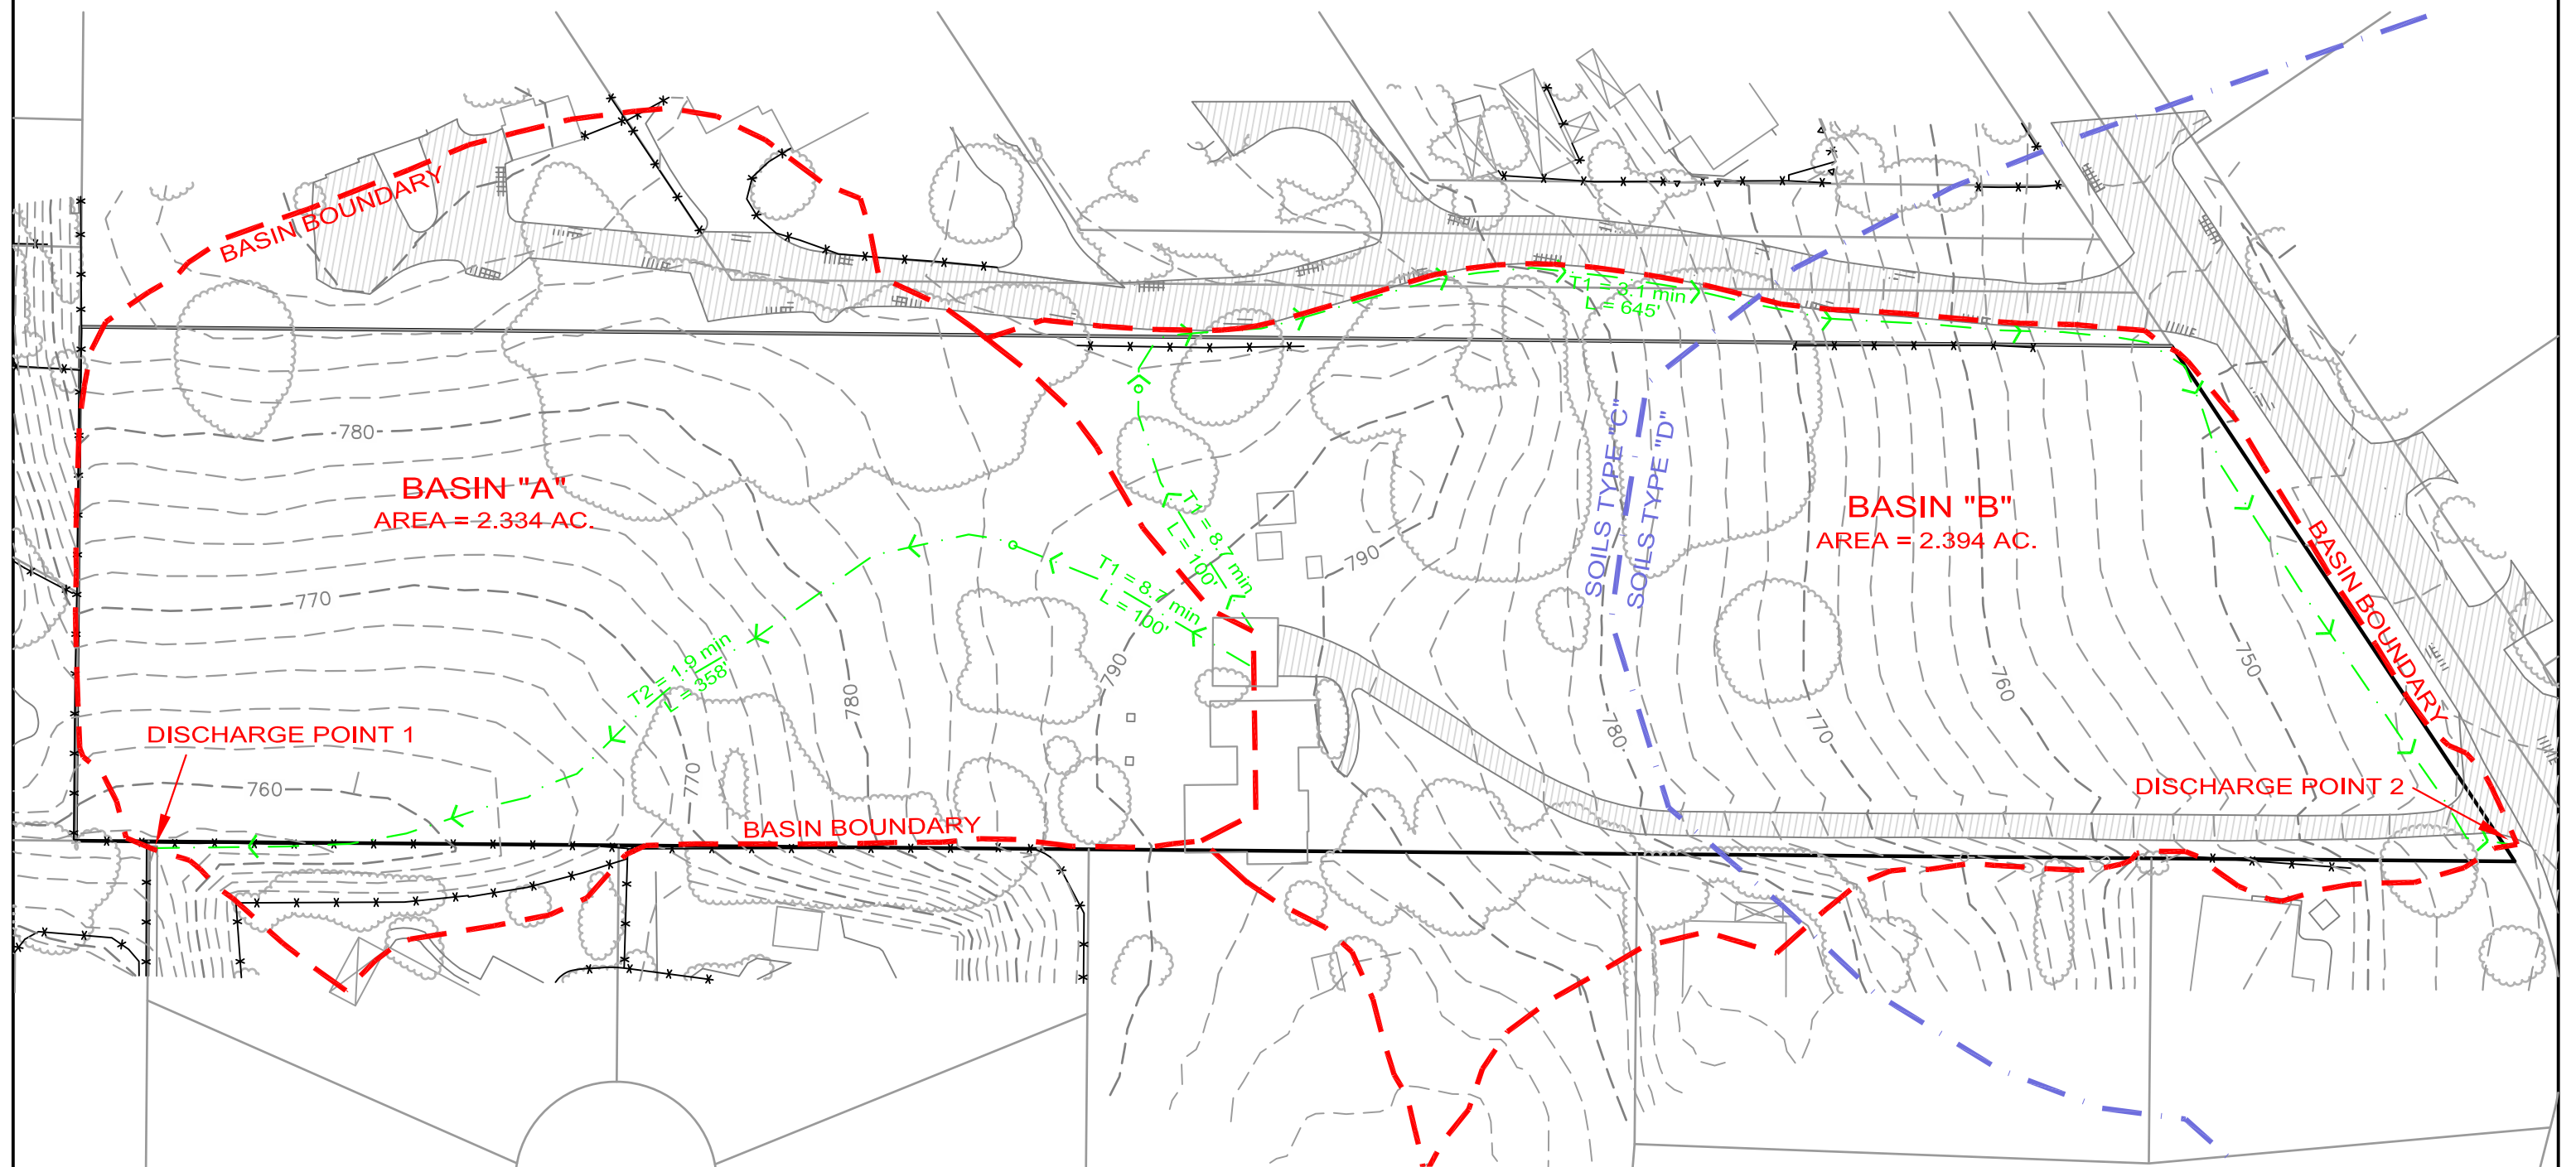 BASIN BOUNDARY
T1 = 3.1 min
L = 645'
780
BASIN "A"
AREA = 2.334 AC.
SOILS TYPE "C"
SOILS TYPE "D"
BASIN "B"
AREA = 2.394 AC.
T1 = 8.7 min
L = 100'
790
T1 = 8.7 min
L = 100'
770
BASIN BOUNDARY
T2 = 1.9 min
L = 358'
790
780
760
750
DISCHARGE POINT 1
780
770
770
760
DISCHARGE POINT 2
BASIN BOUNDARY